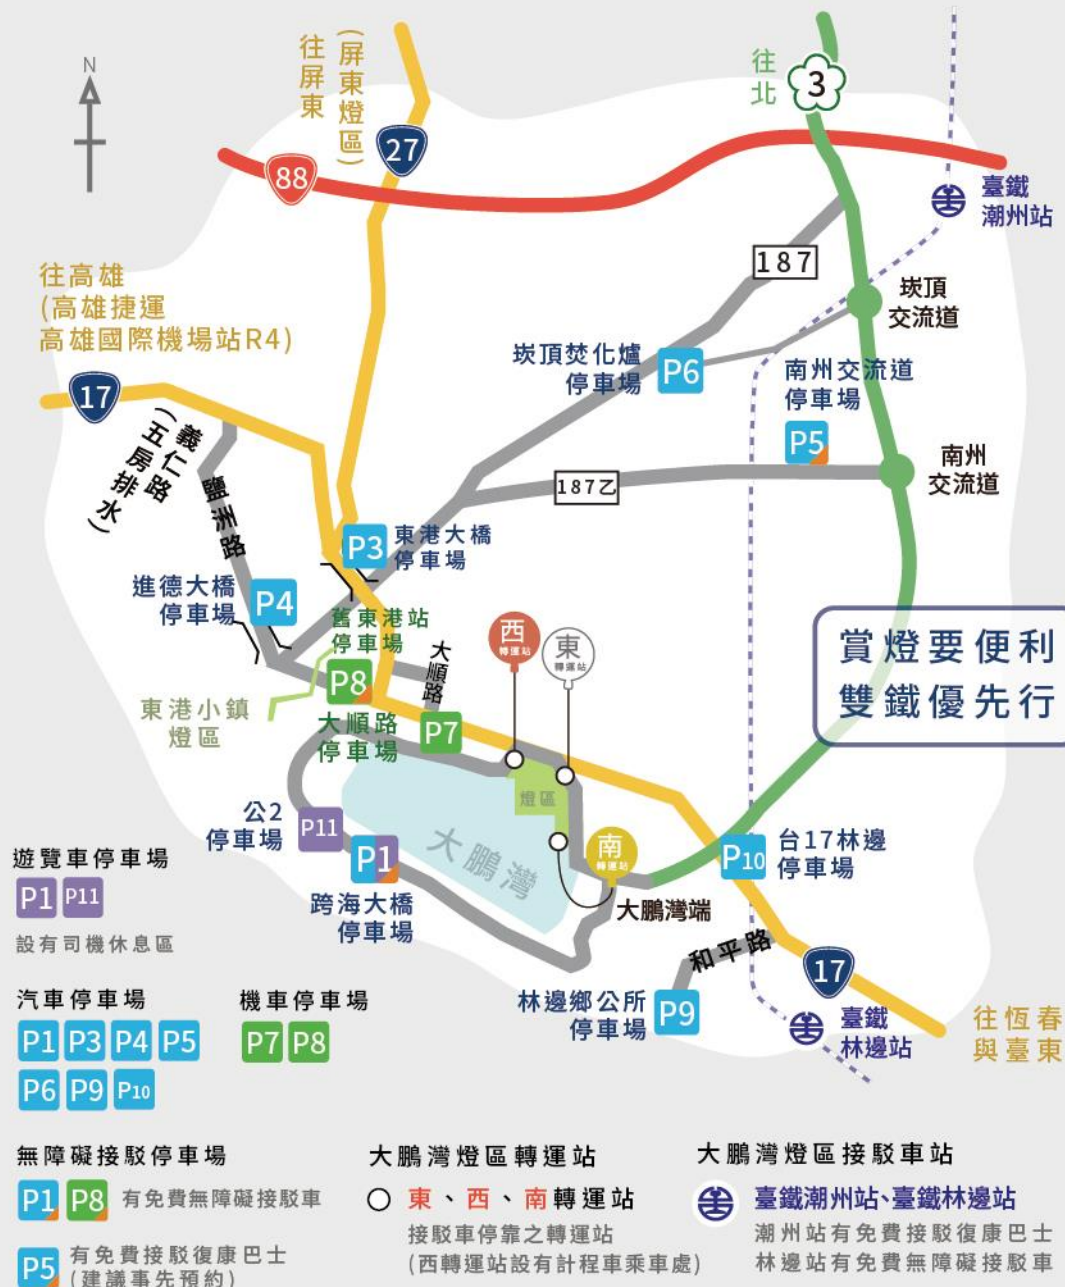 N
往屏東
(屏東燈區)
27
往北
3
88
臺鐵
潮州站
187
往高雄
(高雄捷運
高雄國際機場站R4)
崁頂
交流道
崁頂焚化爐
停車場
P6
南州交流道
停車場
P5
17
義仁路
(五房排水)
鹽洲路
南州
交流道
187乙
P3
東港大橋
停車場
進德大橋
停車場
P4
舊東港站
停車場
P8
大順路
西
轉運站
東
轉運站
賞燈要便利
雙鐵優先行
東港小鎮
燈區
大順路
停車場
P7
燈區
公2
停車場
P11
P1
大鵬灣
南
轉運站
P10
台17林邊
停車場
跨海大橋
停車場
大鵬灣端
和平路
17
林邊鄉公所
停車場
P9
臺鐵
林邊站
往恆春
與臺東
遊覽車停車場
P1 P11
設有司機休息區
汽車停車場
P1 P3 P4 P5
P6 P9 P10
機車停車場
P7 P8
無障礙接駁停車場
P1 P8 有免費無障礙接駁車
P5 有免費接駁復康巴士
(建議事先預約)
大鵬灣燈區轉運站
東、西、南轉運站
接駁車停靠之轉運站
(西轉運站設有計程車乘車處)
大鵬灣燈區接駁車站
臺鐵潮州站、臺鐵林邊站
潮州站有免費接駁復康巴士
林邊站有免費無障礙接駁車